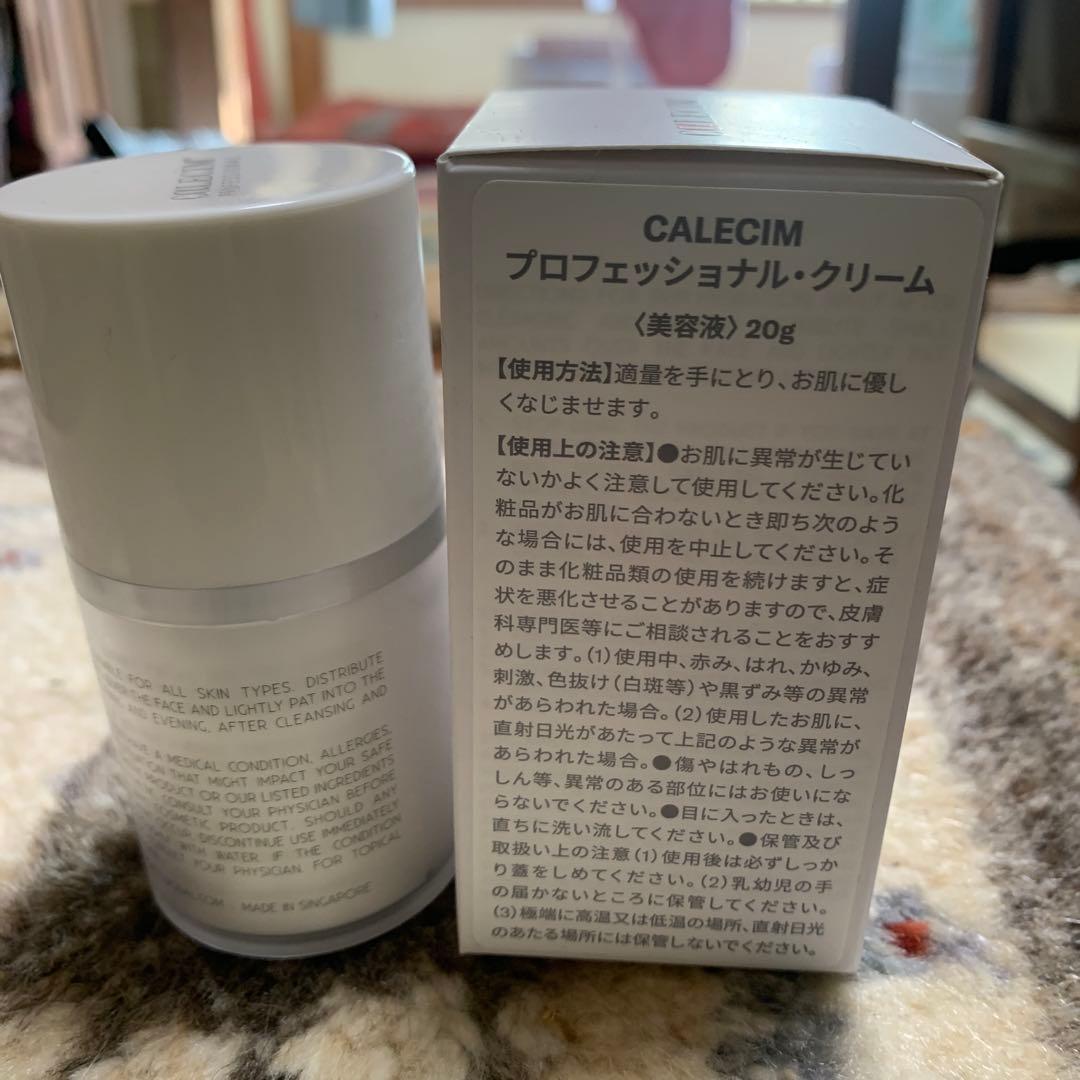 CALECIM
PROFESSIONAL
FOR ALL SKIN TYPES. DISTRIBUTE
THE FACE AND LIGHTLY PAT INTO THE
AND EVENING, AFTER CLEANSING AND
A MEDICAL CONDITION, ALLERGIES,
THAT MIGHT IMPACT YOUR SAFE
PRODUCT OR OUR LISTED INGREDIENTS
CONSULT YOUR PHYSICIAN BEFORE
PRODUCT. SHOULD ANY
DISCONTINUE USE IMMEDIATELY
WITH WATER. IF THE CONDITION
YOUR PHYSICIAN. FOR TOPICAL
MADE IN SINGAPORE
CALECIM
プロフェッショナル・クリーム
〈美容液〉20g
【使用方法】適量を手にとり、お肌に優し
くなじませます。
【使用上の注意】●お肌に異常が生じてい
ないかよく注意して使用してください。化
粧品がお肌に合わないとき即ち次のよう
な場合には、使用を中止してください。そ
のまま化粧品類の使用を続けますと、症
状を悪化させることがありますので、皮膚
科専門医等にご相談されることをおすす
めします。(1)使用中、赤み、はれ、かゆみ、
刺激、色抜け(白斑等)や黒ずみ等の異常
があらわれた場合。(2)使用したお肌に、
直射日光があたって上記のような異常が
あらわれた場合。●傷やはれもの、しっ
しん等、異常のある部位にはお使いにな
らないでください。●目に入ったときは、
直ちに洗い流してください。●保管及び
取扱い上の注意(1)使用後は必ずしっか
り蓋をしめてください。(2)乳幼児の手
の届かないところに保管してください。
(3)極端に高温又は低温の場所、直射日光
のあたる場所には保管しないでください。